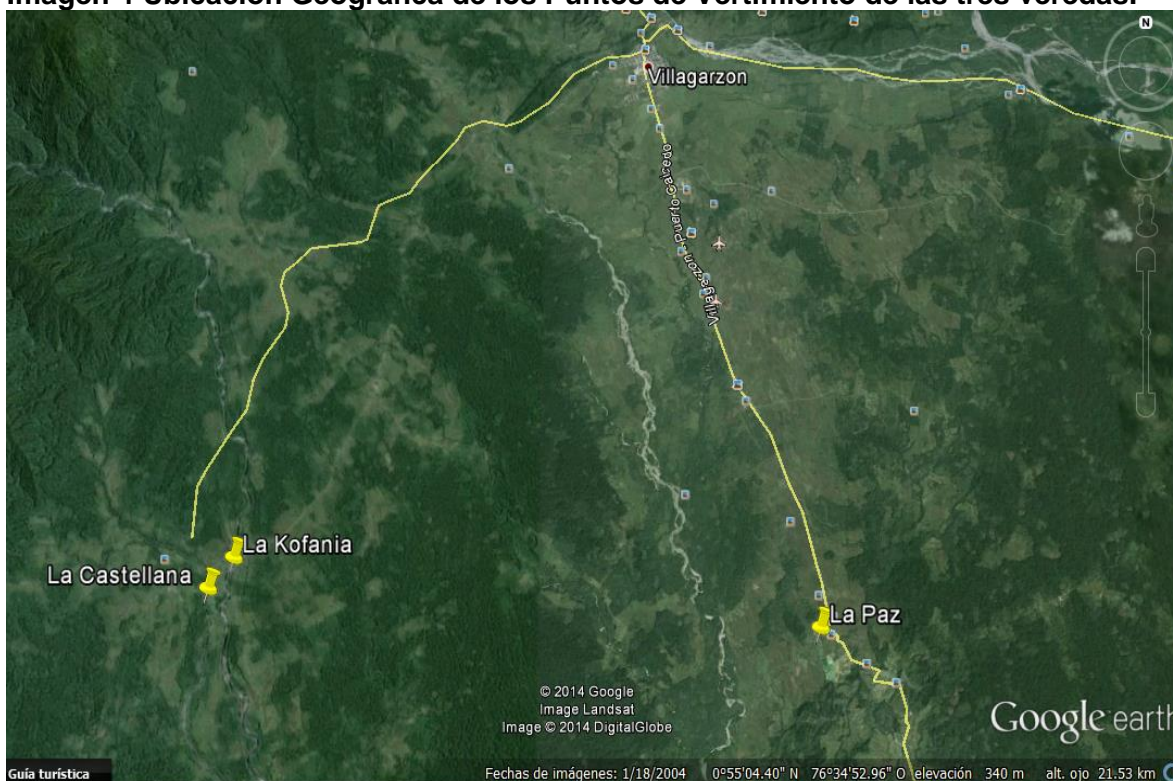 Imagen 1 Ubicación Geográfica de los Puntos de Vertimiento de las tres veredas.
N
Villagarzon
Villagarzon - Puerto Caicedo
La Kofania
La Castellana
La Paz
© 2014 Google
Image Landsat
Image © 2014 DigitalGlobe
Google earth
Guía turística
Fechas de imágenes: 1/18/2004 0°55'04.40" N 76°34'52.96" O elevación 340 m alt. ojo 21.53 km